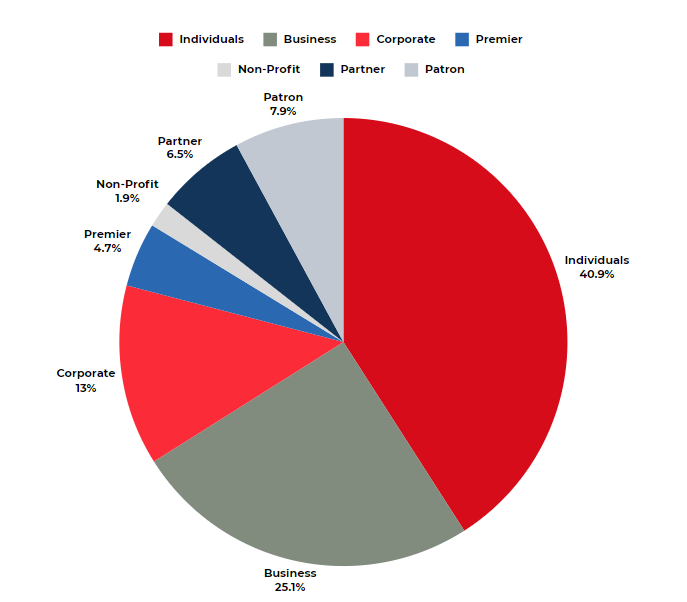 Individuals Business Corporate Premier
Non-Profit Partner Patron
Patron
7.9%
Partner
6.5%
Non-Profit
1.9%
Premier
4.7%
Individuals
40.9%
Corporate
13%
Business
25.1%